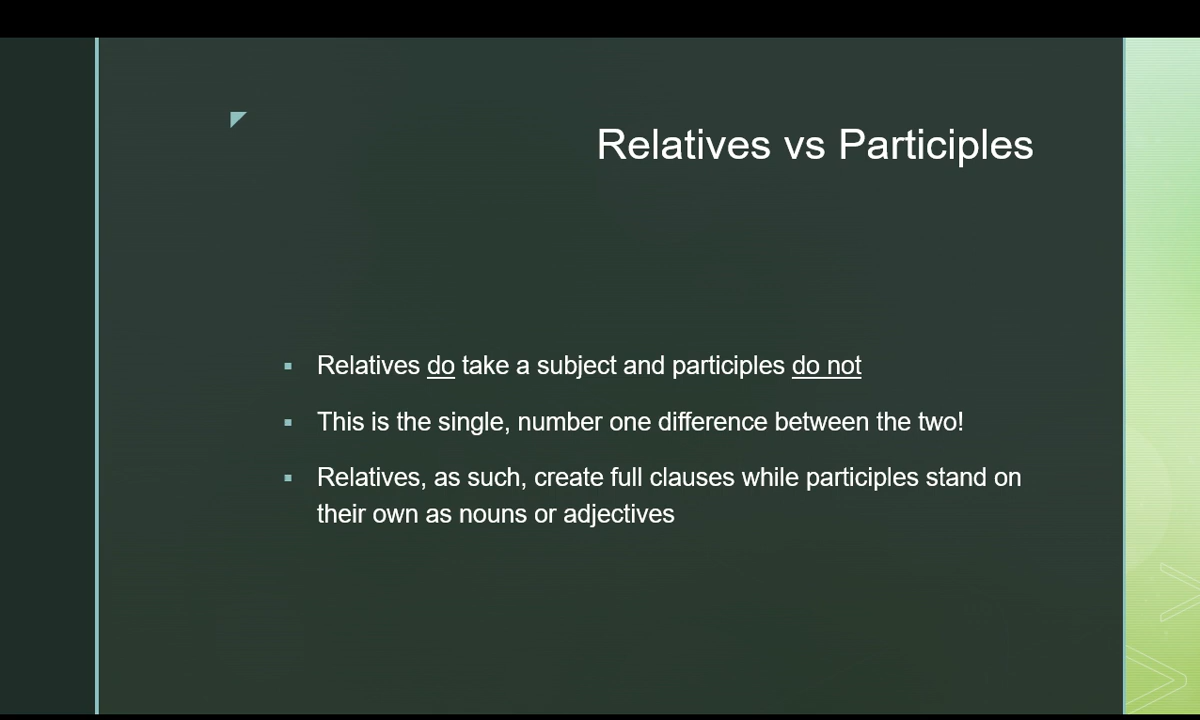 Relatives vs Participles
Relatives do take a subject and participles do not
This is the single, number one difference between the two!
Relatives, as such, create full clauses while participles stand on
their own as nouns or adjectives